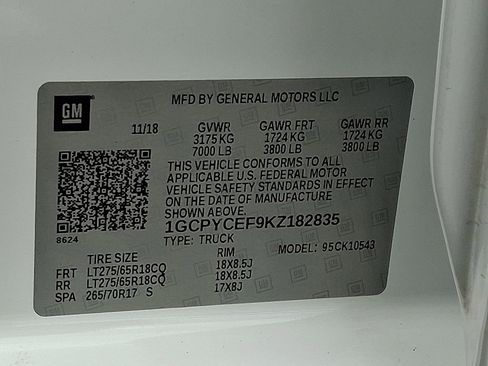 GM
MFD BY GENERAL MOTORS LLC
11/18 GVWR GAWR FRT GAWR RR
3175 KG 1724 KG 1724 KG
7000 LB 3800 LB 3800 LB
THIS VEHICLE CONFORMS TO ALL
APPLICABLE U.S. FEDERAL MOTOR
VEHICLE SAFETY STANDARDS IN EFFECT
ON THE DATE OF MANUFACTURE
SHOWN ABOVE.
1GCPYCEF9KZ182835
8624 TYPE: TRUCK MODEL: 95CK10543
TIRE SIZE RIM
FRT LT275/65R18CQ 18X8.5J
RR LT275/65R18CQ 18X8.5J
SPA 265/70R17 S 17X8J